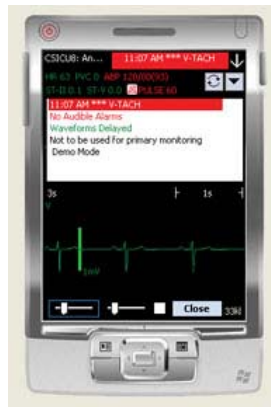 CSICU8: An... 11:07 AM *** V-TACH
HR 63 PVC 0 ABP 128/00(93)
ST-II 0.1 ST-V 0.0 PULSE 60
11:07 AM *** V-TACH
No Audible Alarms
Waveforms Delayed
Not to be used for primary monitoring
Demo Mode
3s 1s
V
1mV
Close